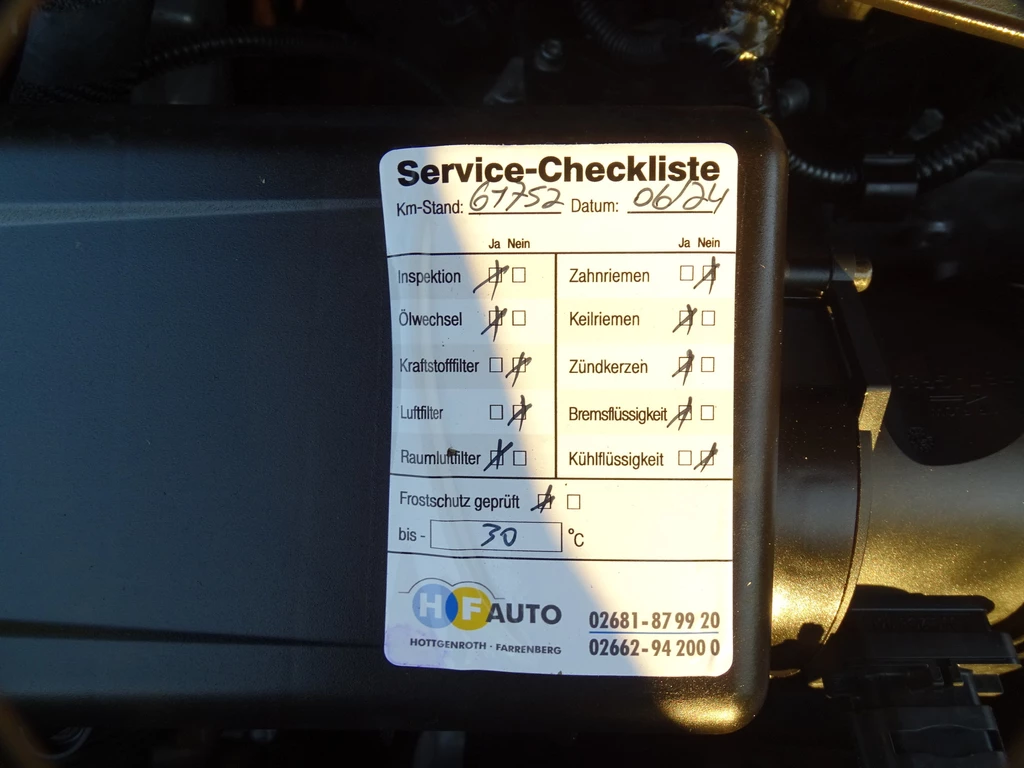 Service-Checkliste
Km-Stand: 61752 Datum: 06/24
Ja Nein Ja Nein
Inspektion Zahnriemen
Ölwechsel Keilriemen
Kraftstofffilter Zündkerzen
Luftfilter Bremsflüssigkeit
Raumluftfilter Kühlflüssigkeit
Frostschutz geprüft
bis - 30 °C
HF AUTO 02681-87 99 20
HOTTGENROTH · FARRENBERG 02662-94 200 0